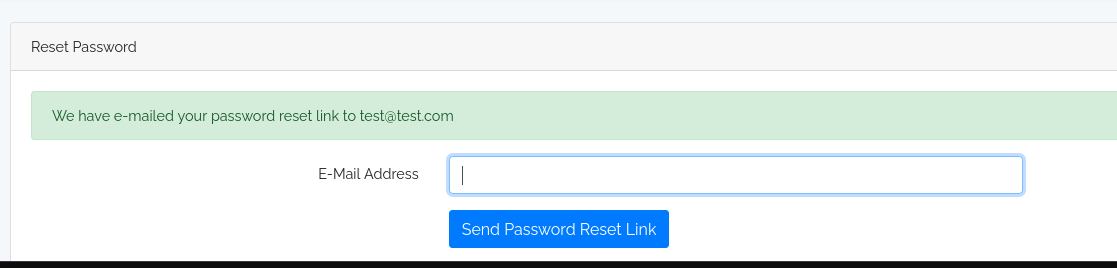 Reset Password
We have e-mailed your password reset link to test@test.com
E-Mail Address
Send Password Reset Link